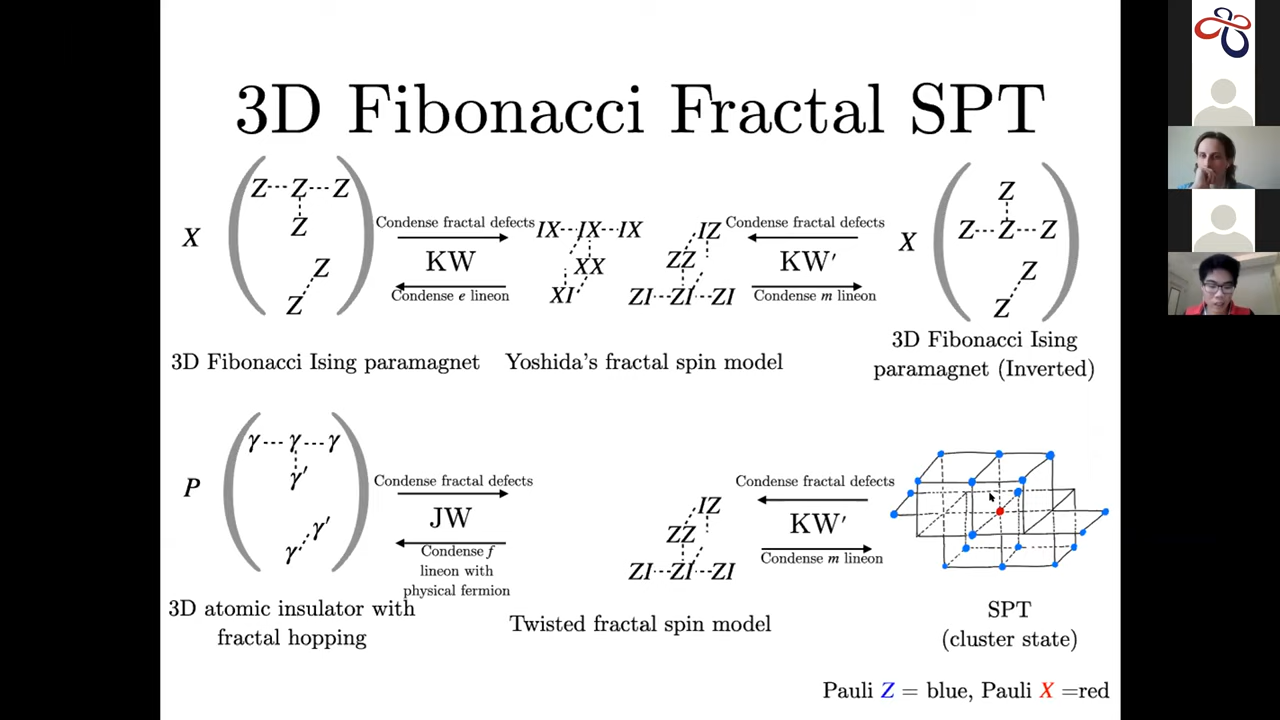 3D Fibonacci Fractal SPT
X
Z---Z---Z
Z
Z
Z
Condense fractal defects
KW
Condense e lineon
IX--IX--IX
XX
XI
IZ
ZZ
ZI--ZI--ZI
Condense fractal defects
KW′
Condense m lineon
X
Z
Z---Z---Z
Z
Z
3D Fibonacci Ising paramagnet
Yoshida's fractal spin model
3D Fibonacci Ising
paramagnet (Inverted)
P
γ---γ---γ
γ′
γ′
γ
Condense fractal defects
JW
Condense f
lineon with
physical fermion
IZ
ZZ
ZI--ZI--ZI
Condense fractal defects
KW′
Condense m lineon
3D atomic insulator with
fractal hopping
Twisted fractal spin model
SPT
(cluster state)
Pauli Z = blue, Pauli X =red